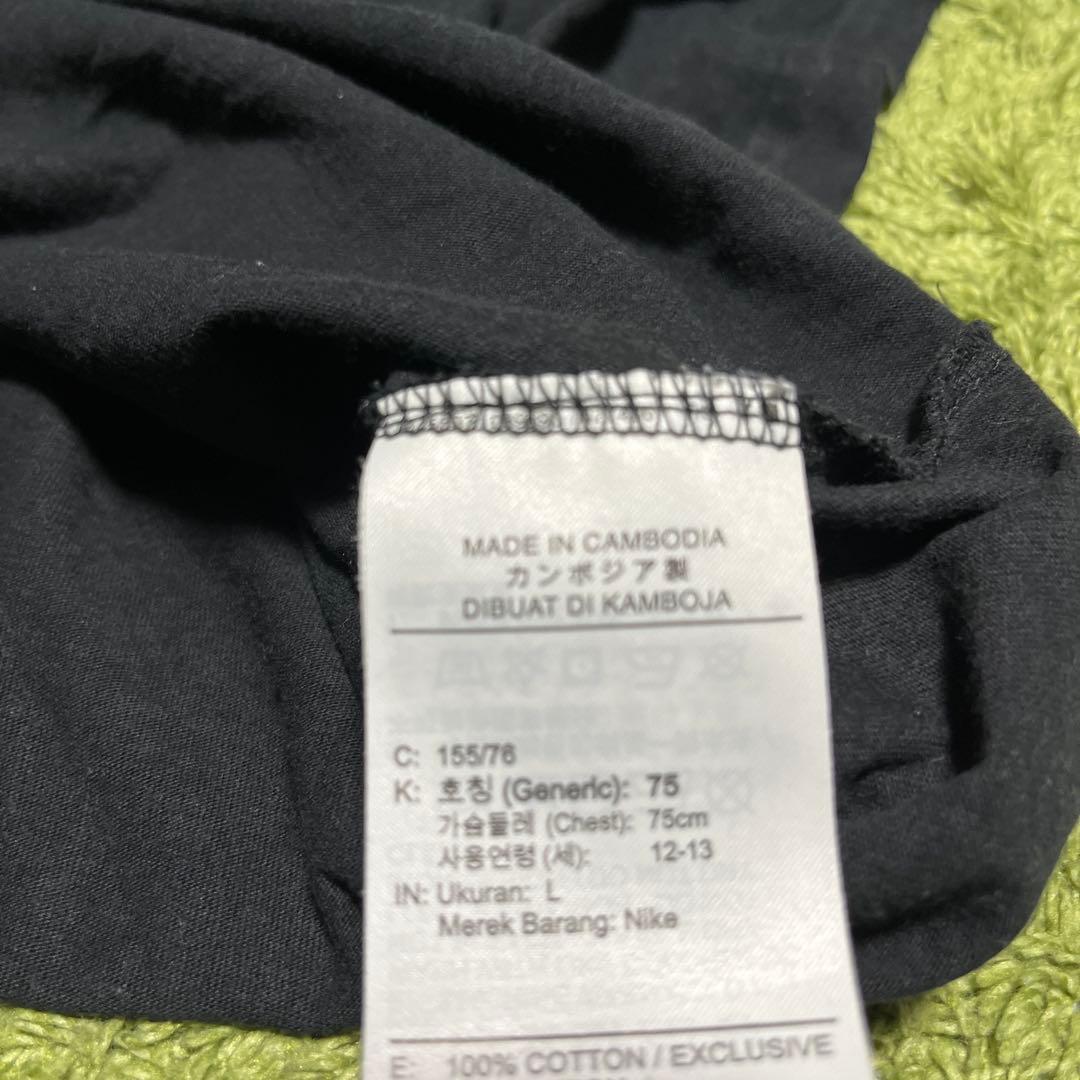 MADE IN CAMBODIA
カンボジア製
DIBUAT DI KAMBOJA
C: 155/76
K: 호칭 (Generic): 75
가슴둘레 (Chest): 75cm
사용연령 (세): 12-13
IN: Ukuran: L
Merek Barang: Nike
E: 100% COTTON / EXCLUSIVE